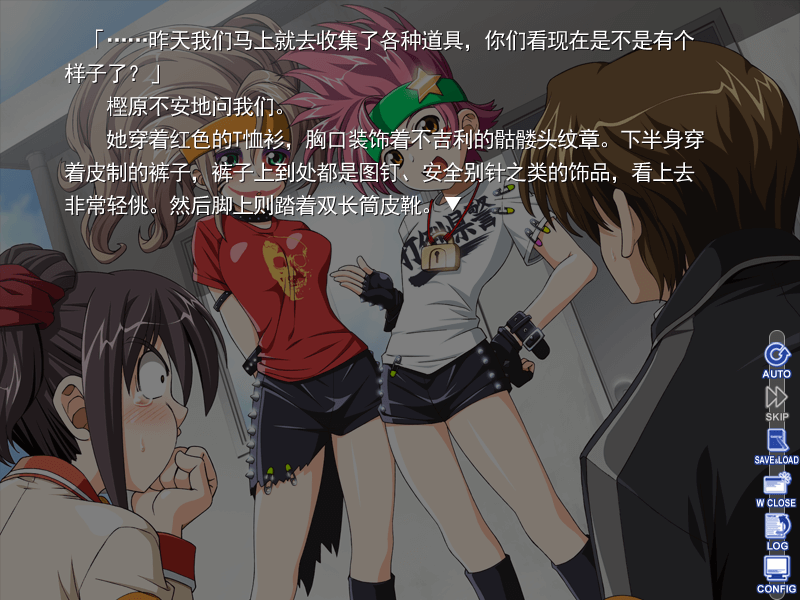 「……昨天我们马上就去收集了各种道具，你们看现在是不是有个
样子了？」
樫原不安地问我们。
她穿着红色的T恤衫，胸口装饰着不吉利的骷髅头纹章。下半身穿
着皮制的裤子，裤子上到处都是图钉、安全别针之类的饰品，看上去
非常轻佻。然后脚上则踏着双长筒皮靴。▼
AUTO
SKIP
SAVE&LOAD
W CLOSE
LOG
CONFIG